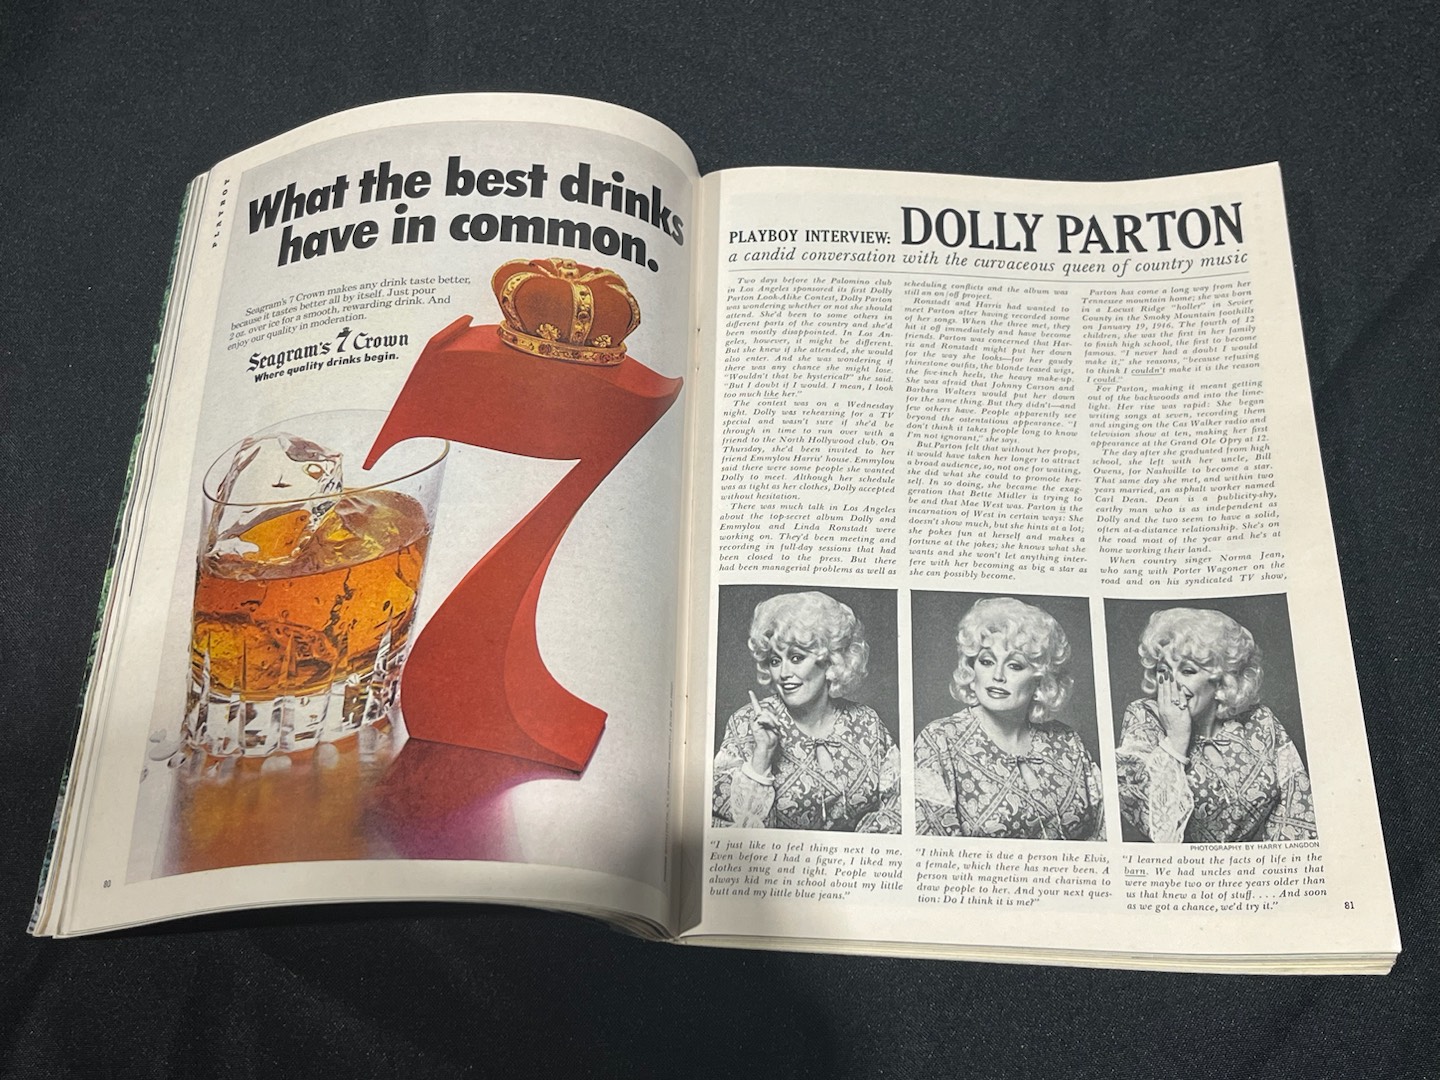 PLAYBOY
What the best drinks
have in common.
Seagram's 7 Crown makes any drink taste better,
because it tastes better all by itself. Just pour
2 oz. over ice for a smooth, rewarding drink. And
enjoy our quality in moderation.
Seagram's 7 Crown
Where quality drinks begin.
80
PLAYBOY INTERVIEW: DOLLY PARTON
a candid conversation with the curvaceous queen of country music
Two days before the Palomino club
in Los Angeles sponsored its first Dolly
Parton Look-Alike Contest, Dolly Parton
was wondering whether or not she should
attend. She'd been to some others in
different parts of the country and she'd
been mostly disappointed. In Los An-
geles, however, it might be different.
But she knew if she attended, she would
also enter. And she was wondering if
there was any chance she might lose.
"Wouldn't that be hysterical?" she said.
"But I doubt if I would. I mean, I look
too much like her."
The contest was on a Wednesday
night. Dolly was rehearsing for a TV
special and wasn't sure if she'd be
through in time to run over with a
friend to the North Hollywood club. On
Thursday, she'd been invited to her
friend Emmylou Harris' house. Emmylou
said there were some people she wanted
Dolly to meet. Although her schedule
was as tight as her clothes, Dolly accepted
without hesitation.
There was much talk in Los Angeles
about the top-secret album Dolly and
Emmylou and Linda Ronstadt were
working on. They'd been meeting and
recording in full-day sessions that had
been closed to the press. But there
had been managerial problems as well as
scheduling conflicts and the album was
still an on/off project.
Ronstadt and Harris had wanted to
meet Parton after having recorded some
of her songs. When the three met, they
hit it off immediately and have become
friends. Parton was concerned that Har-
ris and Ronstadt might put her down
for the way she looks—for her gaudy
rhinestone outfits, the blonde teased wigs,
the five-inch heels, the heavy make-up.
She was afraid that Johnny Carson and
Barbara Walters would put her down
for the same thing. But they didn't—and
few others have. People apparently see
beyond the ostentatious appearance. "I
don't think it takes people long to know
I'm not ignorant," she says.
But Parton felt that without her props,
it would have taken her longer to attract
a broad audience, so, not one for waiting,
she did what she could to promote her-
self. In so doing, she became the exag-
geration that Bette Midler is trying to
be and that Mae West was. Parton is the
incarnation of West in certain ways: She
doesn't show much, but she hints at a lot;
she pokes fun at herself and makes a
fortune at the jokes; she knows what she
wants and she won't let anything inter-
fere with her becoming as big a star as
she can possibly become.
Parton has come a long way from her
Tennessee mountain home; she was born
in a Locust Ridge "holler" in Sevier
County in the Smoky Mountain foothills
on January 19, 1946. The fourth of 12
children, she was the first in her family
to finish high school, the first to become
famous. "I never had a doubt I would
make it," she reasons, "because refusing
to think I couldn't make it is the reason
I could."
For Parton, making it meant getting
out of the backwoods and into the lime-
light. Her rise was rapid: She began
writing songs at seven, recording them
and singing on the Cas Walker radio and
television show at ten, making her first
appearance at the Grand Ole Opry at 12.
The day after she graduated from high
school, she left with her uncle, Bill
Owens, for Nashville to become a star.
That same day she met, and within two
years married, an asphalt worker named
Carl Dean. Dean is a publicity-shy,
earthy man who is as independent as
Dolly and the two seem to have a solid,
often at-a-distance relationship. She's on
the road most of the year and he's at
home working their land.
When country singer Norma Jean,
who sang with Porter Wagoner on the
road and on his syndicated TV show,
PHOTOGRAPHY BY HARRY LANGDON
"I just like to feel things next to me.
Even before I had a figure, I liked my
clothes snug and tight. People would
always kid me in school about my little
butt and my little blue jeans."
"I think there is due a person like Elvis,
a female, which there has never been. A
person with magnetism and charisma to
draw people to her. And your next ques-
tion: Do I think it is me?"
"I learned about the facts of life in the
barn. We had uncles and cousins that
were maybe two or three years older than
us that knew a lot of stuff. . . . And soon
as we got a chance, we'd try it."
81